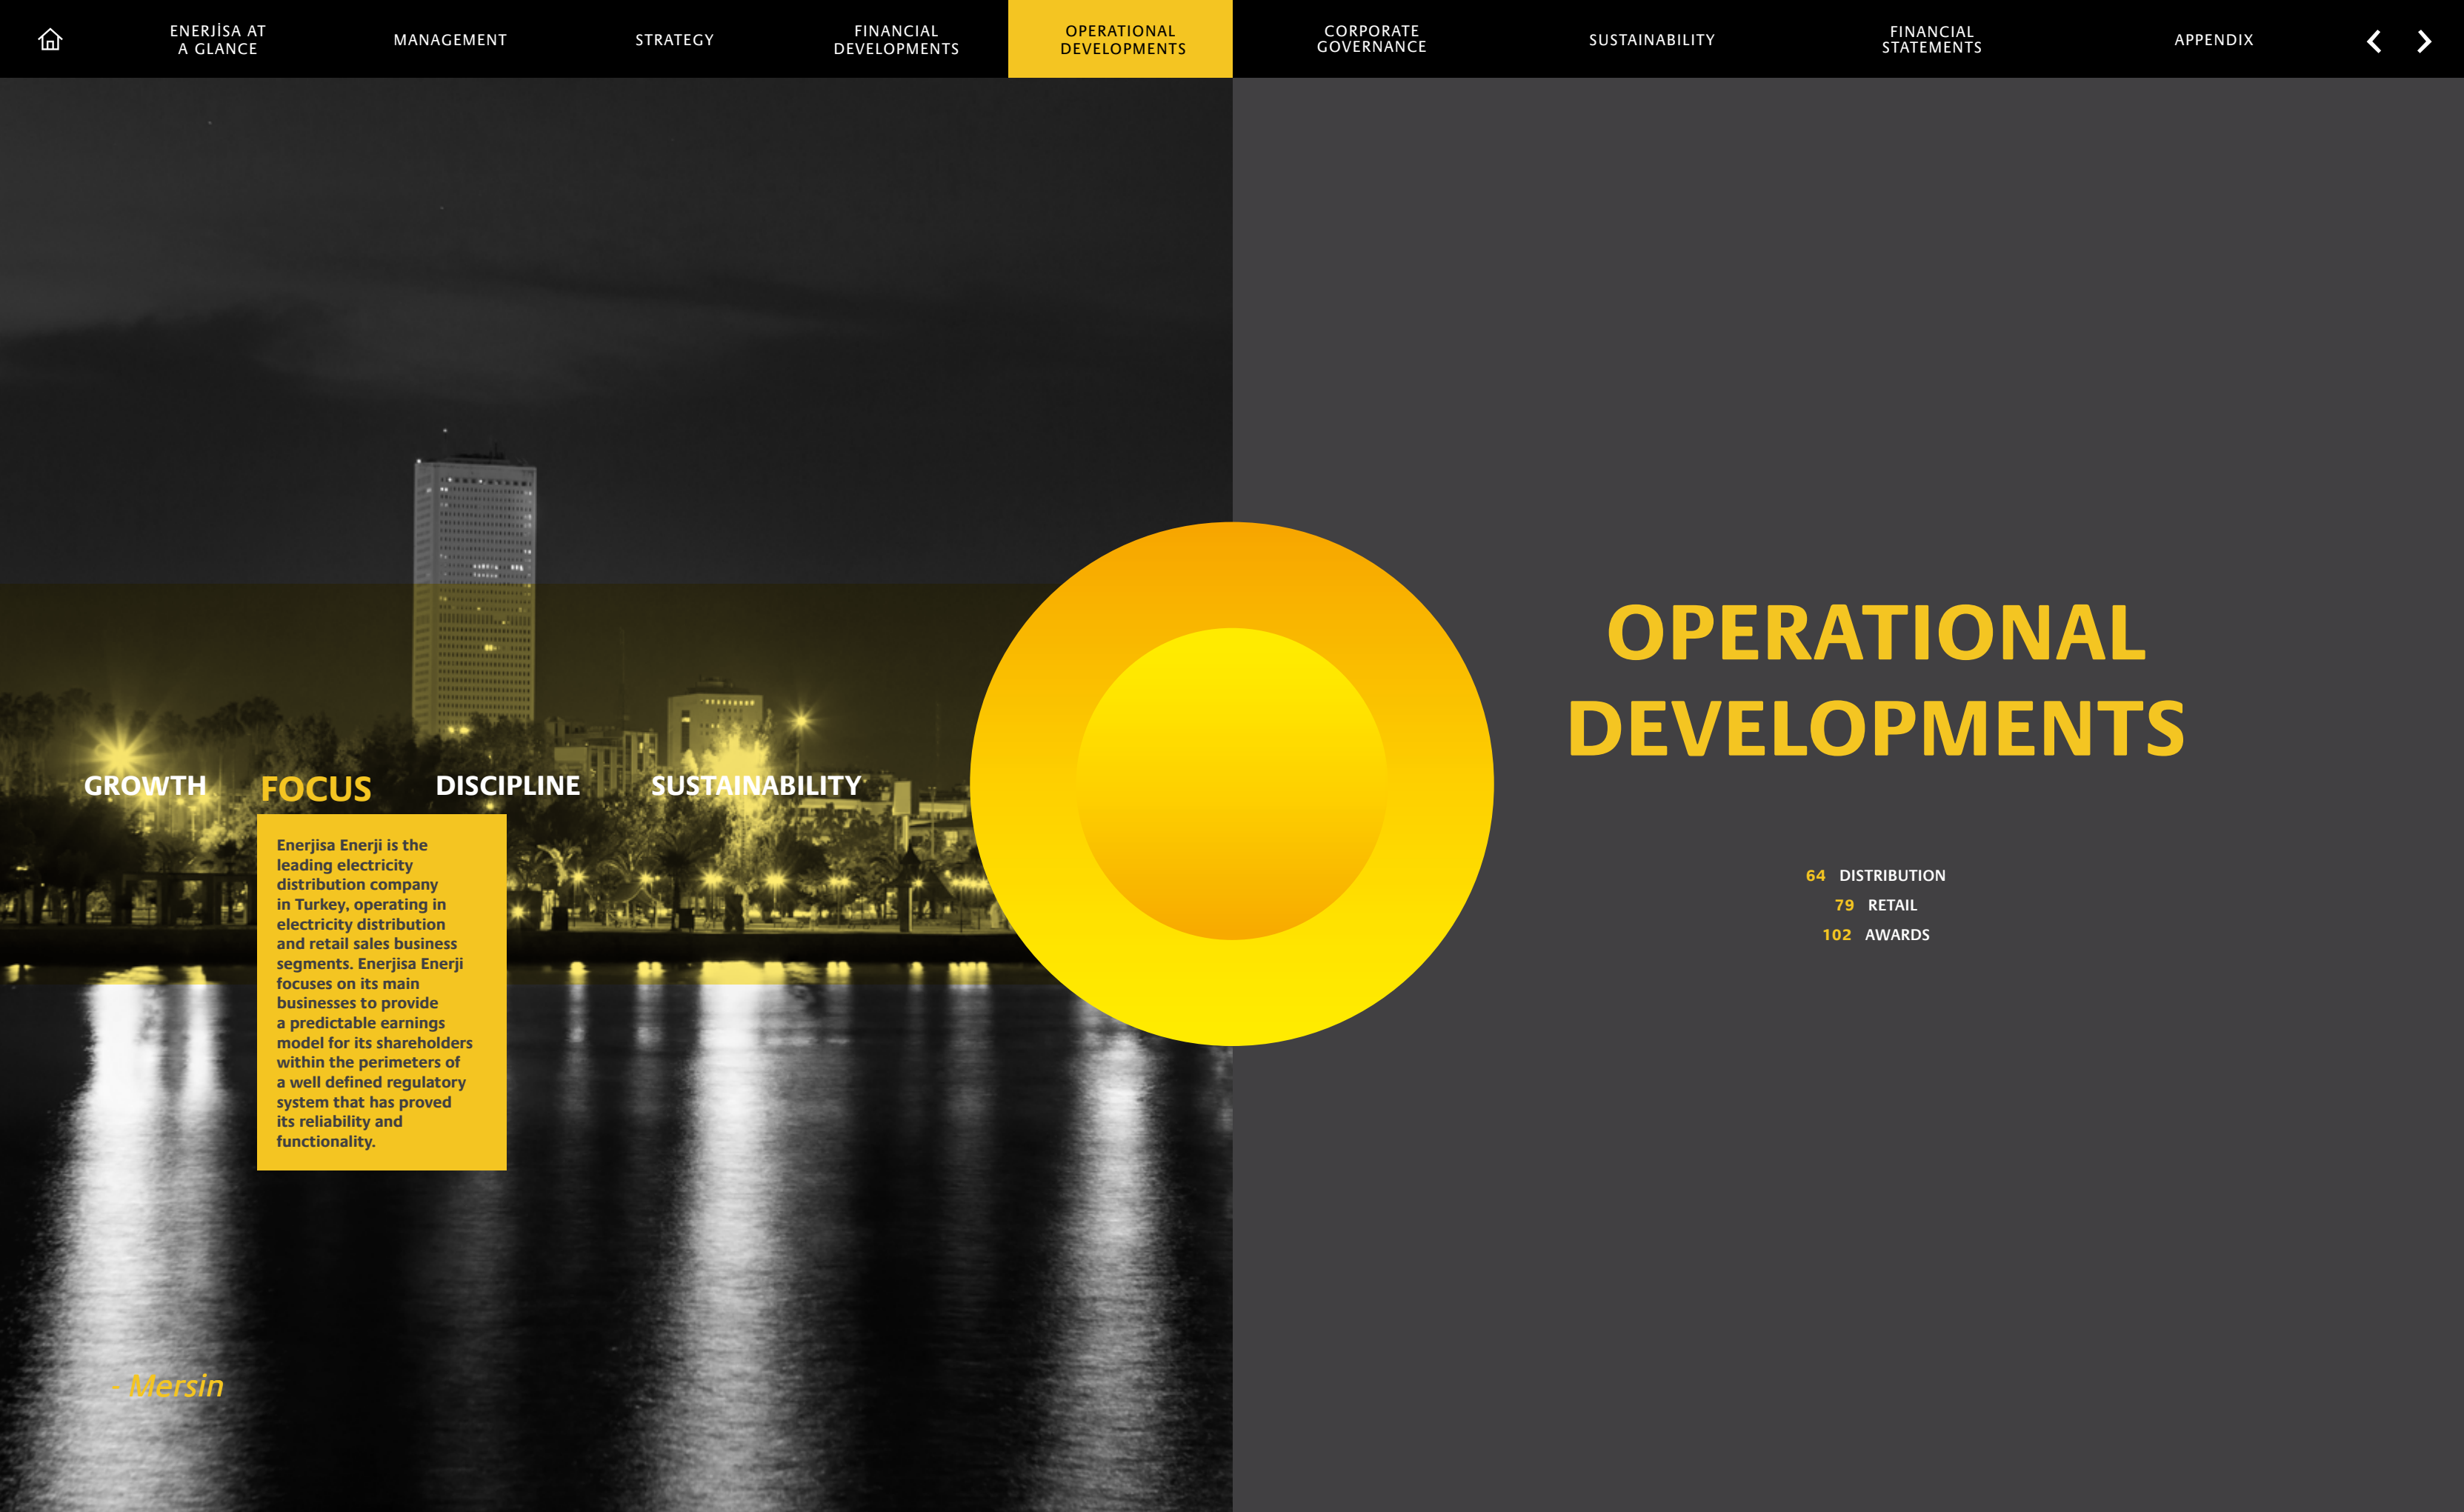 ENERJİSA AT
A GLANCE
MANAGEMENT
STRATEGY
FINANCIAL
DEVELOPMENTS
OPERATIONAL
DEVELOPMENTS
CORPORATE
GOVERNANCE
SUSTAINABILITY
FINANCIAL
STATEMENTS
APPENDIX
GROWTH
FOCUS
DISCIPLINE
SUSTAINABILITY
Enerjisa Enerji is the
leading electricity
distribution company
in Turkey, operating in
electricity distribution
and retail sales business
segments. Enerjisa Enerji
focuses on its main
businesses to provide
a predictable earnings
model for its shareholders
within the perimeters of
a well defined regulatory
system that has proved
its reliability and
functionality.
- Mersin
OPERATIONAL
DEVELOPMENTS
64 DISTRIBUTION
79 RETAIL
102 AWARDS